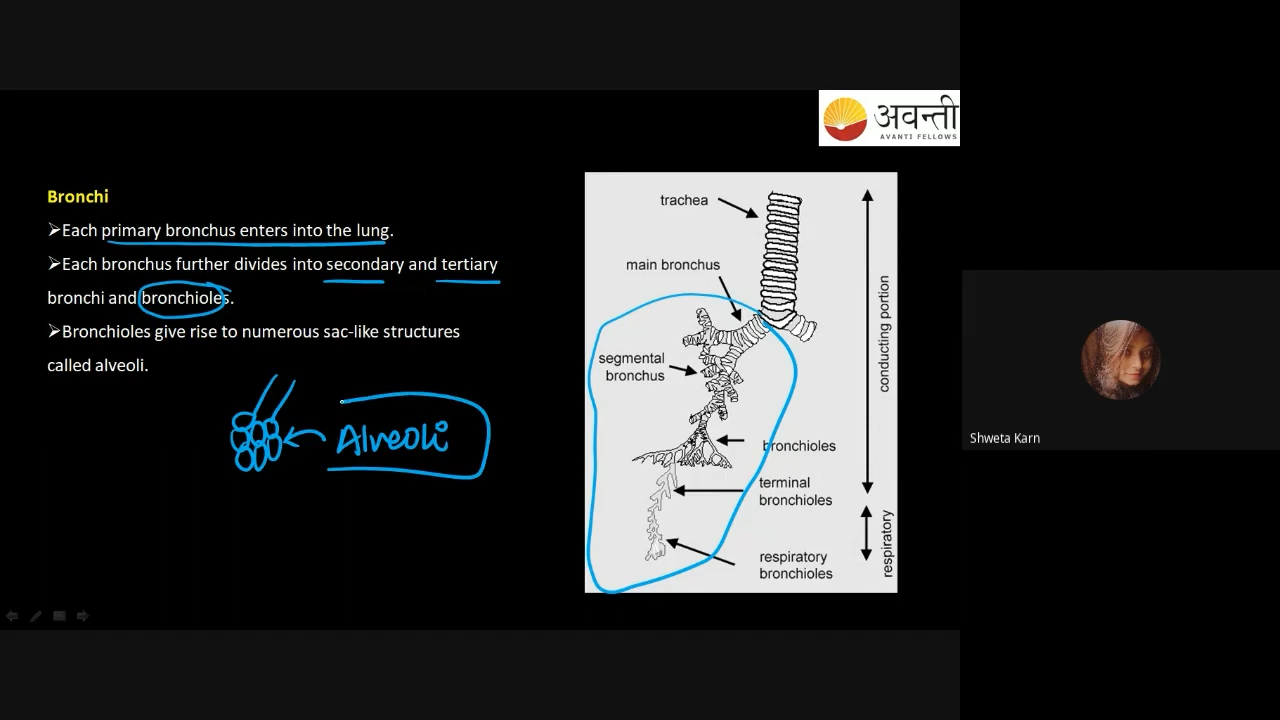 अवन्ती
AVANTI FELLOWS
Bronchi
➢Each primary bronchus enters into the lung.
➢Each bronchus further divides into secondary and tertiary
bronchi and bronchioles.
➢Bronchioles give rise to numerous sac-like structures
called alveoli.
Alveoli
trachea
main bronchus
segmental
bronchus
bronchioles
terminal
bronchioles
respiratory
bronchioles
conducting portion
respiratory
Shweta Karn